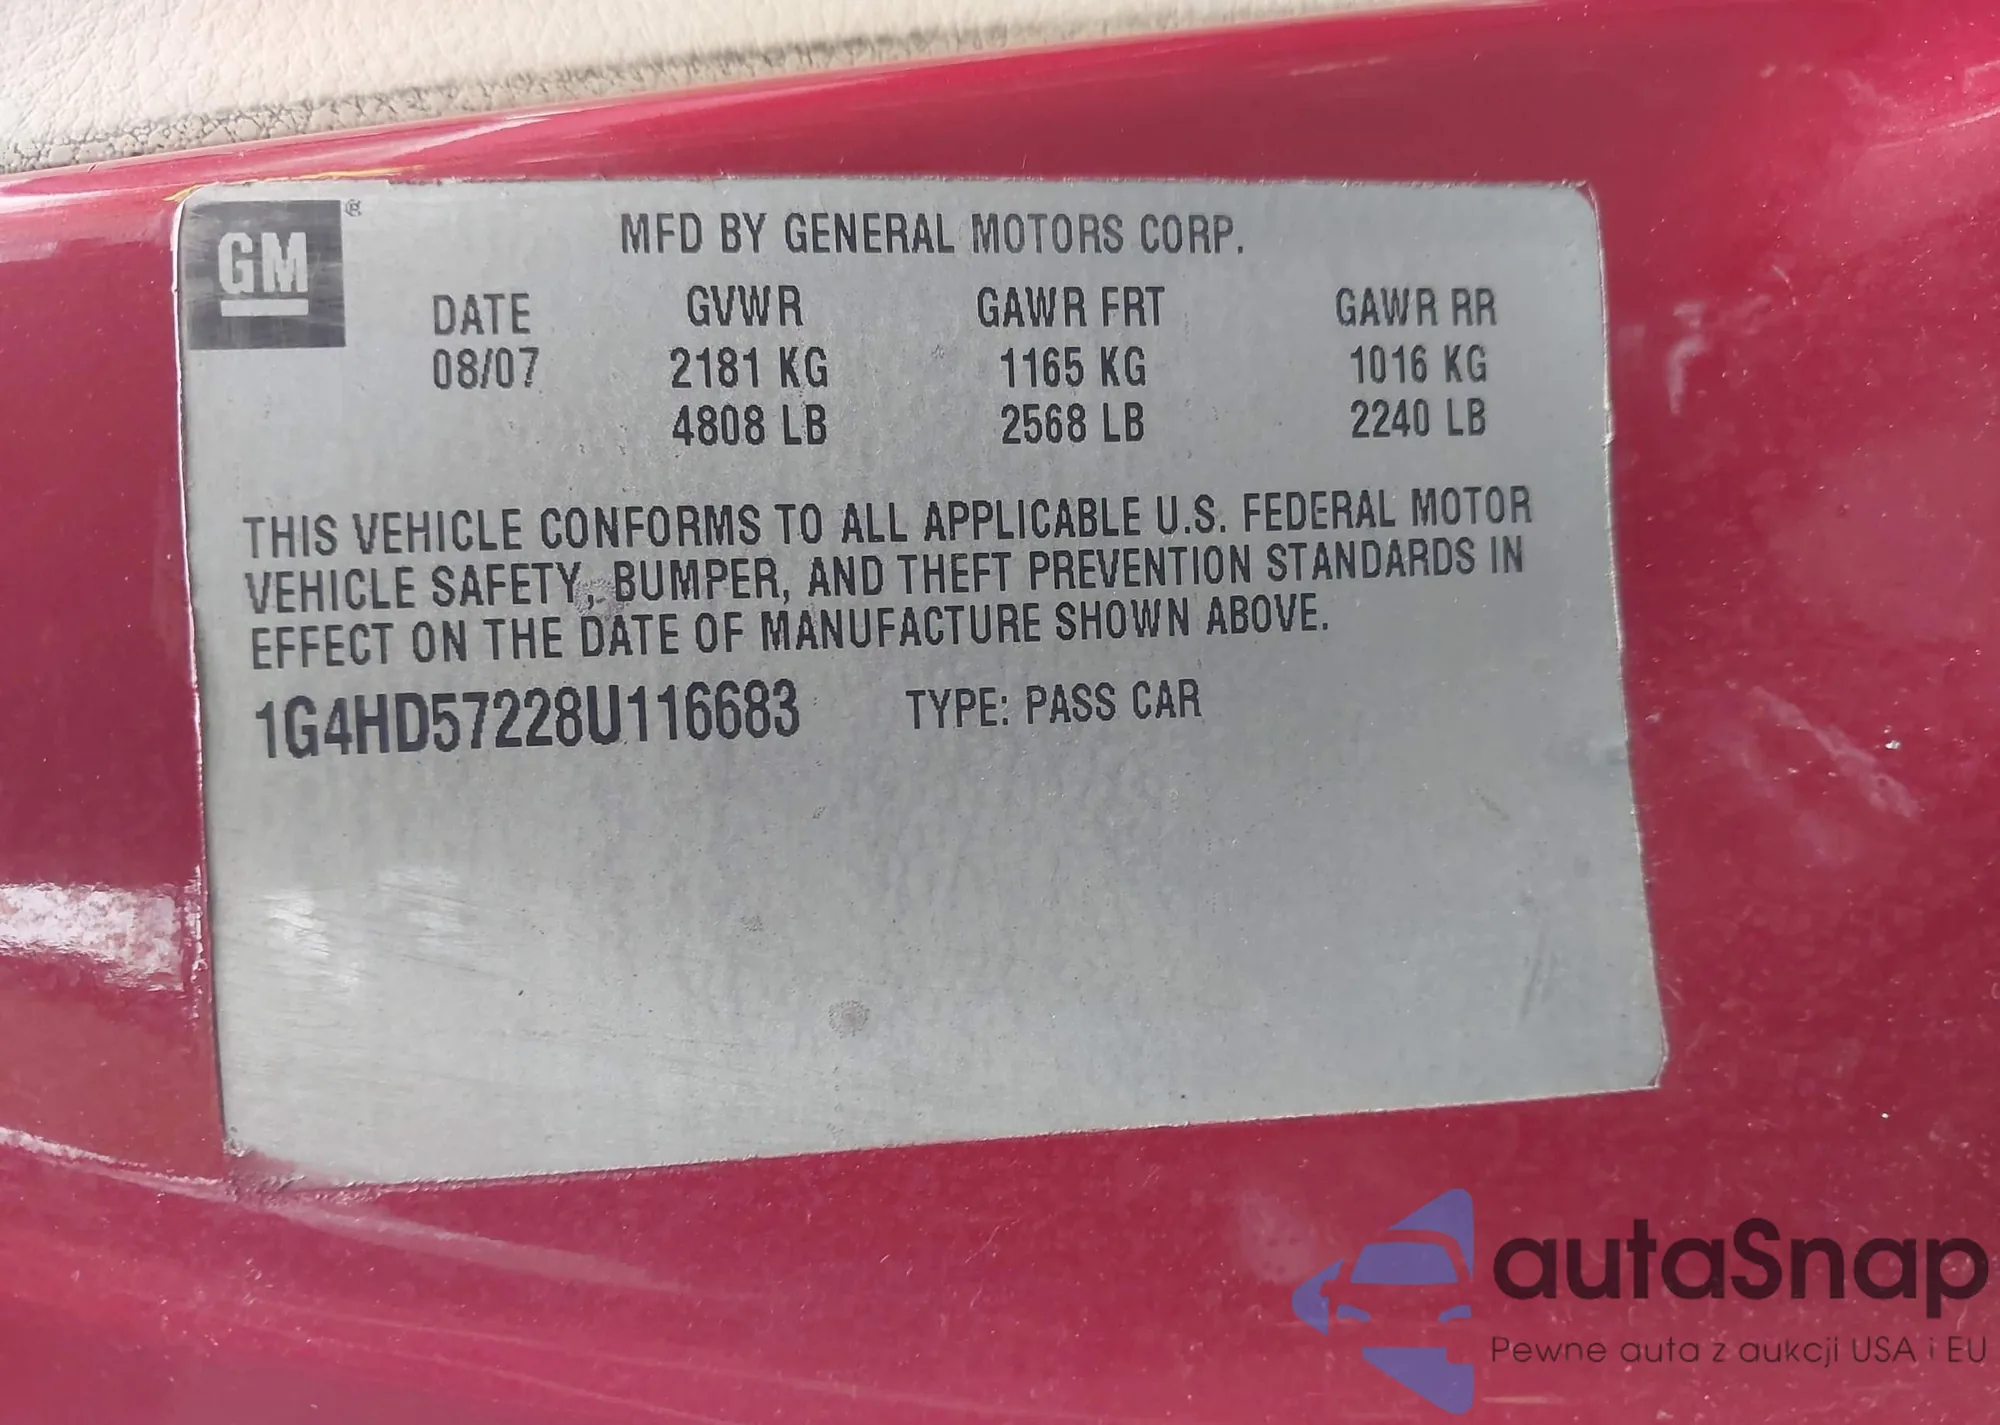 GM ®
MFD BY GENERAL MOTORS CORP.
DATE GVWR GAWR FRT GAWR RR
08/07 2181 KG 1165 KG 1016 KG
4808 LB 2568 LB 2240 LB
THIS VEHICLE CONFORMS TO ALL APPLICABLE U.S. FEDERAL MOTOR
VEHICLE SAFETY, BUMPER, AND THEFT PREVENTION STANDARDS IN
EFFECT ON THE DATE OF MANUFACTURE SHOWN ABOVE.
1G4HD57228U116683 TYPE: PASS CAR
autaSnap
Pewne auta z aukcji USA i EU